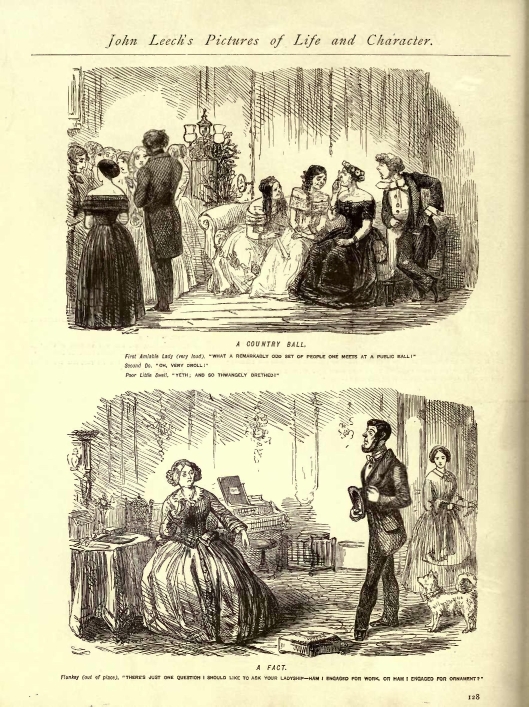 John Leech's Pictures of Life and Character.
A COUNTRY BALL.
First Amiable Lady (very loud), "WHAT A REMARKABLY ODD SET OF PEOPLE ONE MEETS AT A PUBLIC BALL!"
Second Do. "OH, VERY DROLL!"
Poor Little Swell, "YETH; AND SO THWANGELY DRETHED!"
A FACT.
Flunkey (out of place), "THERE'S JUST ONE QUESTION I SHOULD LIKE TO ASK YOUR LADYSHIP—HAM I ENGAGED FOR WORK, OR HAM I ENGAGED FOR ORNAMENT?"
128